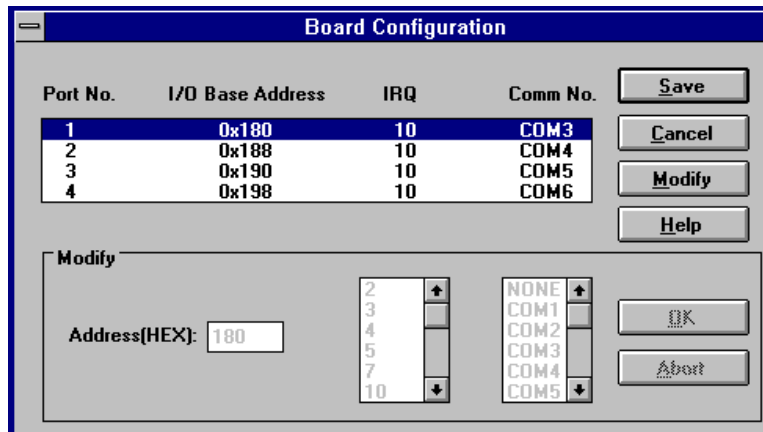 Board Configuration
Port No. I/O Base Address IRQ Comm No.
1 0x180 10 COM3
2 0x188 10 COM4
3 0x190 10 COM5
4 0x198 10 COM6
Save
Cancel
Modify
Help
Modify
Address(HEX): 180
2
3
4
5
7
10
NONE
COM1
COM2
COM3
COM4
COM5
OK
Abort